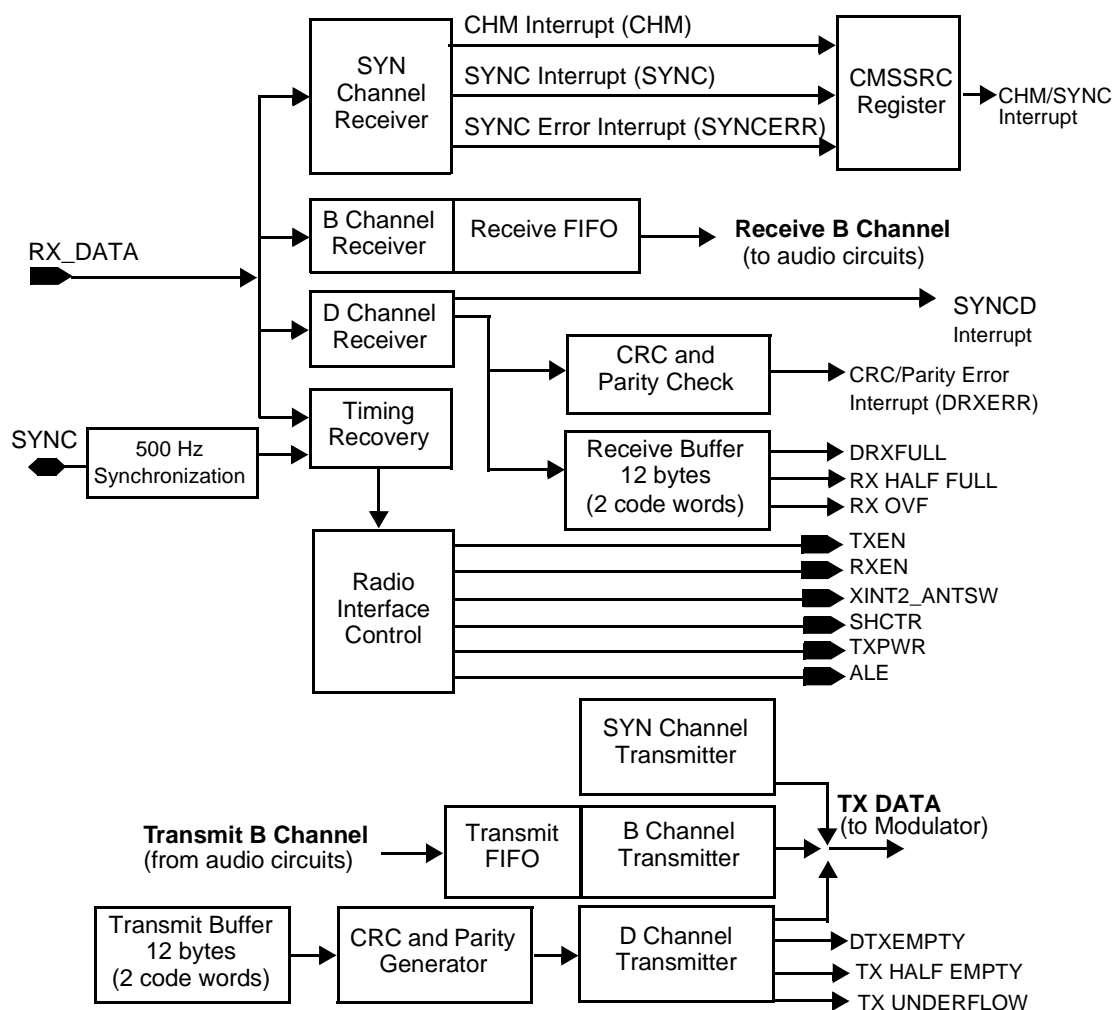 CHM Interrupt (CHM)
SYN
Channel
Receiver
SYNC Interrupt (SYNC)
SYNC Error Interrupt (SYNCERR)
CMSSRC
Register
CHM/SYNC
Interrupt
RX_DATA
B Channel
Receiver
Receive FIFO
Receive B Channel
(to audio circuits)
D Channel
Receiver
SYNCD
Interrupt
CRC and
Parity Check
CRC/Parity Error
Interrupt (DRXERR)
SYNC
500 Hz
Synchronization
Timing
Recovery
Receive Buffer
12 bytes
(2 code words)
DRXFULL
RX HALF FULL
RX OVF
Radio
Interface
Control
TXEN
RXEN
XINT2_ANTSW
SHCTR
TXPWR
ALE
SYN Channel
Transmitter
TX DATA
(to Modulator)
Transmit B Channel
(from audio circuits)
Transmit
FIFO
B Channel
Transmitter
Transmit Buffer
12 bytes
(2 code words)
CRC and Parity
Generator
D Channel
Transmitter
DTXEMPTY
TX HALF EMPTY
TX UNDERFLOW